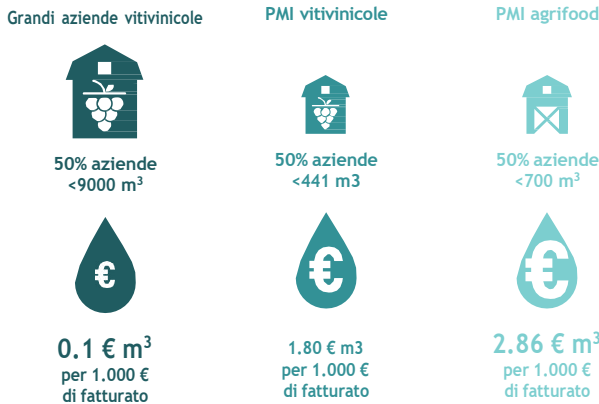 Grandi aziende vitivinicole
50% aziende
<9000 m³
€
0.1 € m³
per 1.000 €
di fatturato
PMI vitivinicole
50% aziende
<441 m3
€
1.80 € m3
per 1.000 €
di fatturato
PMI agrifood
50% aziende
<700 m³
€
2.86 € m³
per 1.000 €
di fatturato